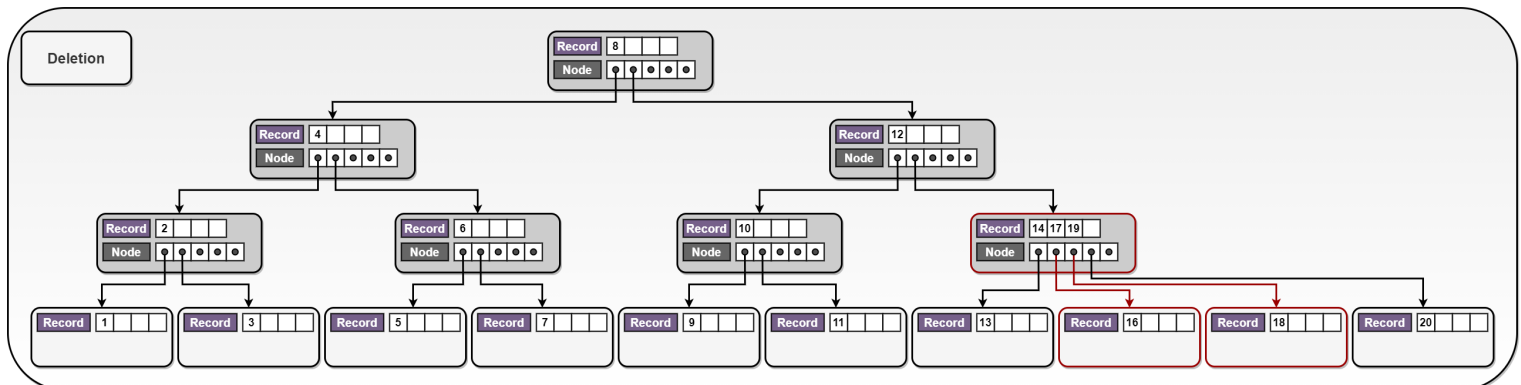 Deletion
Record 8
Node
Record 4
Node
Record 12
Node
Record 2
Node
Record 6
Node
Record 10
Node
Record 14 17 19
Node
Record 1
Record 3
Record 5
Record 7
Record 9
Record 11
Record 13
Record 16
Record 18
Record 20